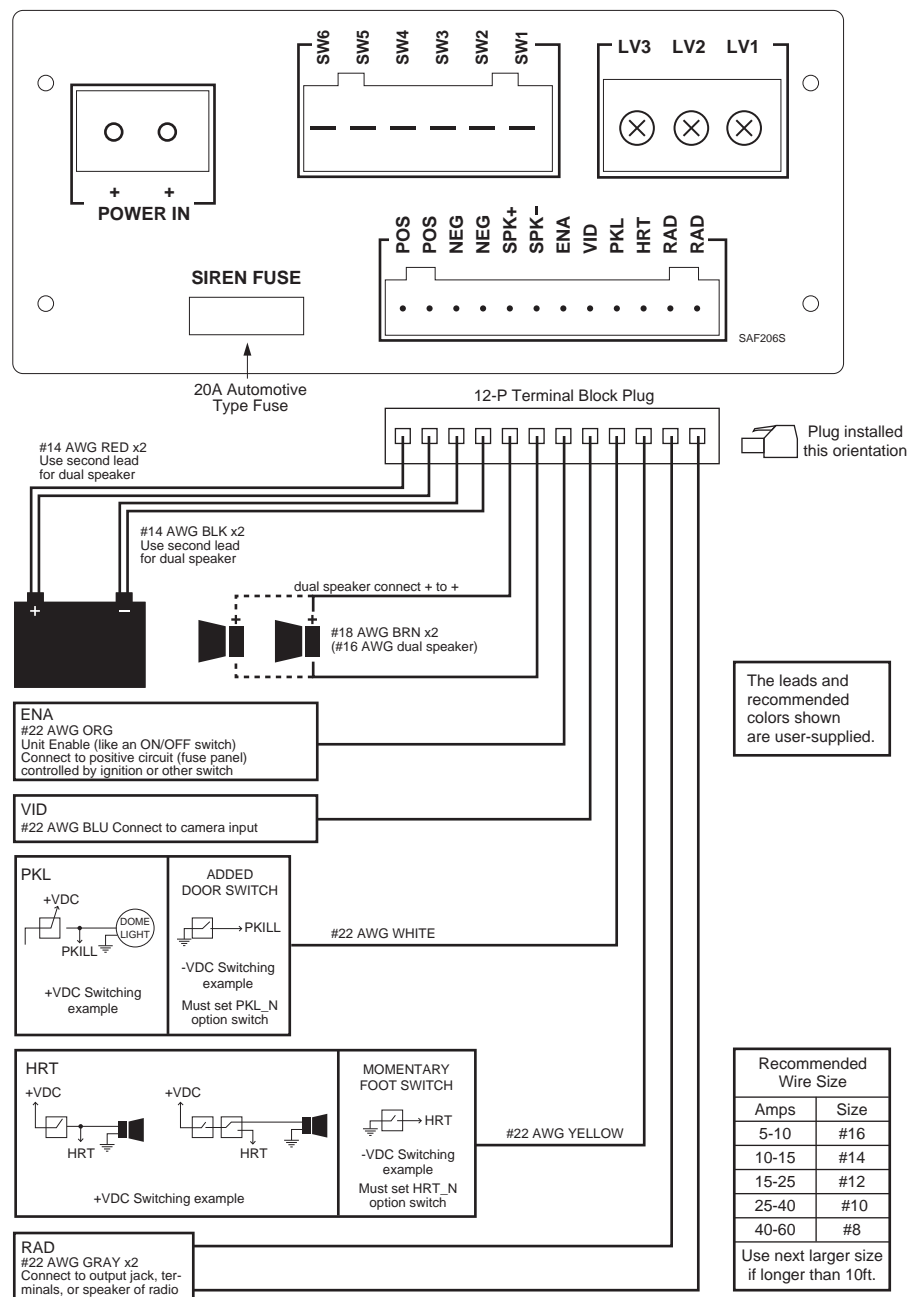 SW6 SW5 SW4 SW3 SW2 SW1
LV3 LV2 LV1
+ +
POWER IN
POS POS NEG NEG SPK+ SPK- ENA VID PKL HRT RAD RAD
SIREN FUSE
SAF206S
20A Automotive
Type Fuse
12-P Terminal Block Plug
Plug installed
this orientation
#14 AWG RED x2
Use second lead
for dual speaker
#14 AWG BLK x2
Use second lead
for dual speaker
+ –
dual speaker connect + to +
+ +
#18 AWG BRN x2
(#16 AWG dual speaker)
The leads and
recommended
colors shown
are user-supplied.
ENA
#22 AWG ORG
Unit Enable (like an ON/OFF switch)
Connect to positive circuit (fuse panel)
controlled by ignition or other switch
VID
#22 AWG BLU Connect to camera input
PKL
+VDC
DOME
LIGHT
PKILL
+VDC Switching
example
ADDED
DOOR SWITCH
PKILL
-VDC Switching
example
Must set PKL_N
option switch
#22 AWG WHITE
HRT
+VDC
HRT
+VDC
HRT
+VDC Switching example
MOMENTARY
FOOT SWITCH
HRT
-VDC Switching
example
Must set HRT_N
option switch
#22 AWG YELLOW
Recommended
Wire Size
Amps Size
5-10 #16
10-15 #14
15-25 #12
25-40 #10
40-60 #8
Use next larger size
if longer than 10ft.
RAD
#22 AWG GRAY x2
Connect to output jack, ter-
minals, or speaker of radio